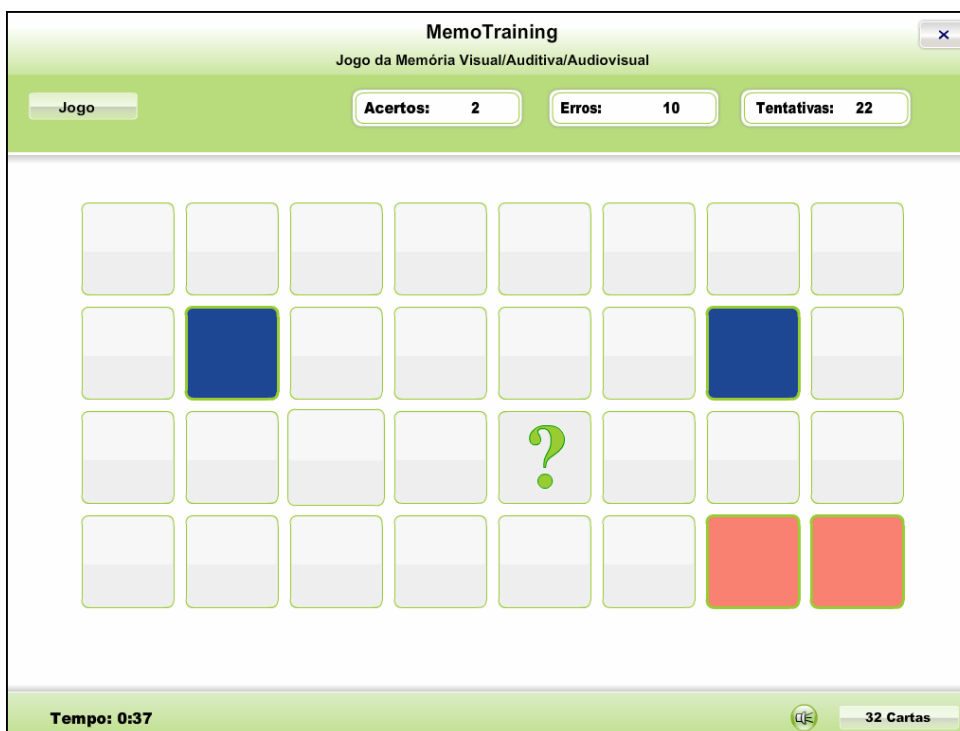 MemoTraining
×
Jogo da Memória Visual/Auditiva/Audiovisual
Jogo
Acertos: 2
Erros: 10
Tentativas: 22
?
Tempo: 0:37
32 Cartas